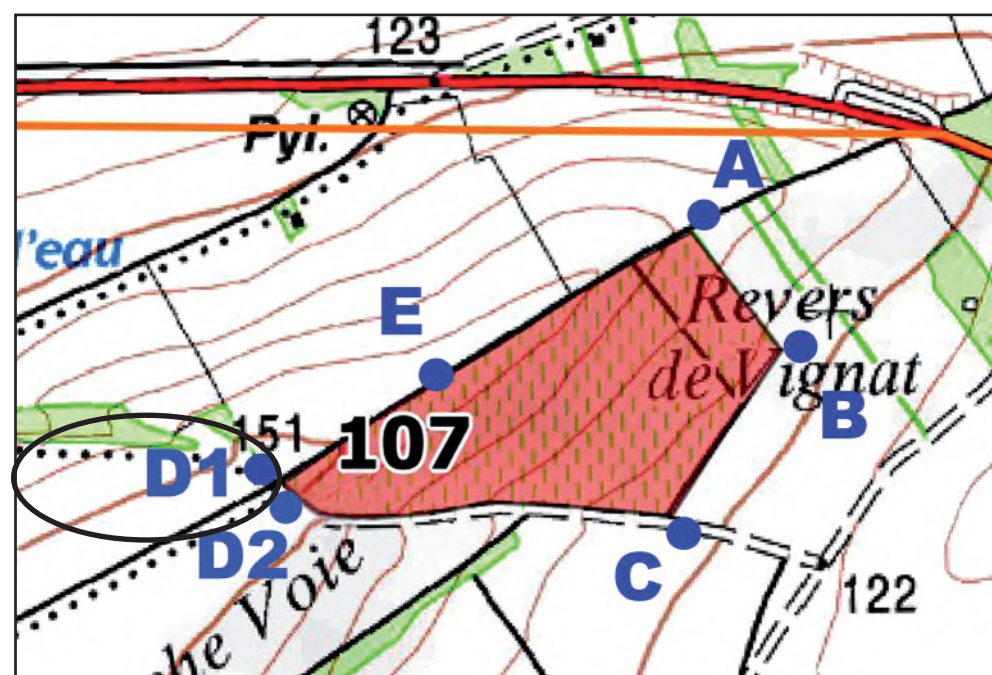 123
Pyl.
A
l'eau
Revers
de Vignat
E
B
151
107
D1
D2
C
che Voie
122